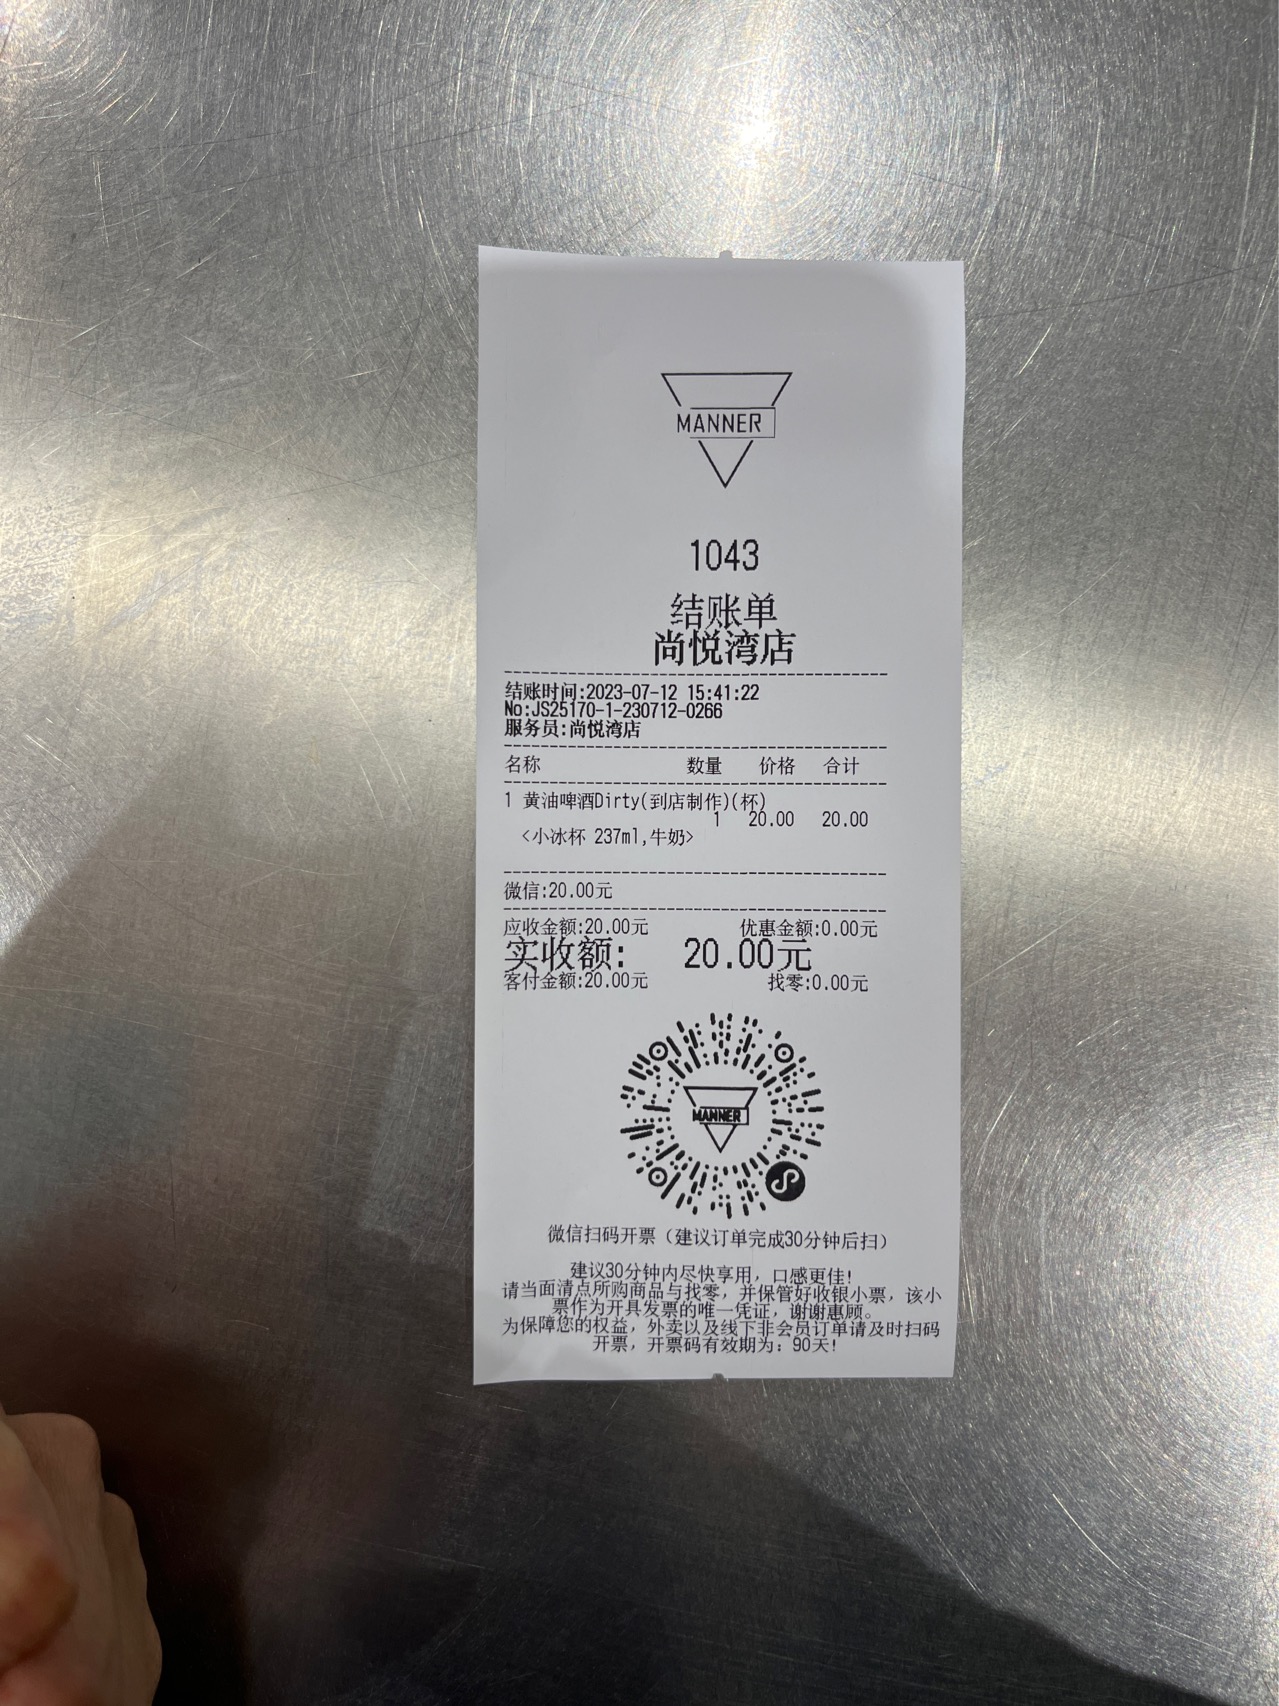 MANNER
1043
结账单
尚悦湾店
结账时间:2023-07-12 15:41:22
No:JS25170-1-230712-0266
服务员:尚悦湾店
名称 数量 价格 合计
1 黄油啤酒Dirty(到店制作)(杯)
1 20.00 20.00
<小冰杯 237ml,牛奶>
微信:20.00元
应收金额:20.00元 优惠金额:0.00元
实收额: 20.00元
客付金额:20.00元 找零:0.00元
MANNER
微信扫码开票（建议订单完成30分钟后扫）
建议30分钟内尽快享用，口感更佳！
请当面清点所购商品与找零，并保管好收银小票，该小
票作为开具发票的唯一凭证，谢谢惠顾。
为保障您的权益，外卖以及线下非会员订单请及时扫码
开票，开票码有效期为：90天！